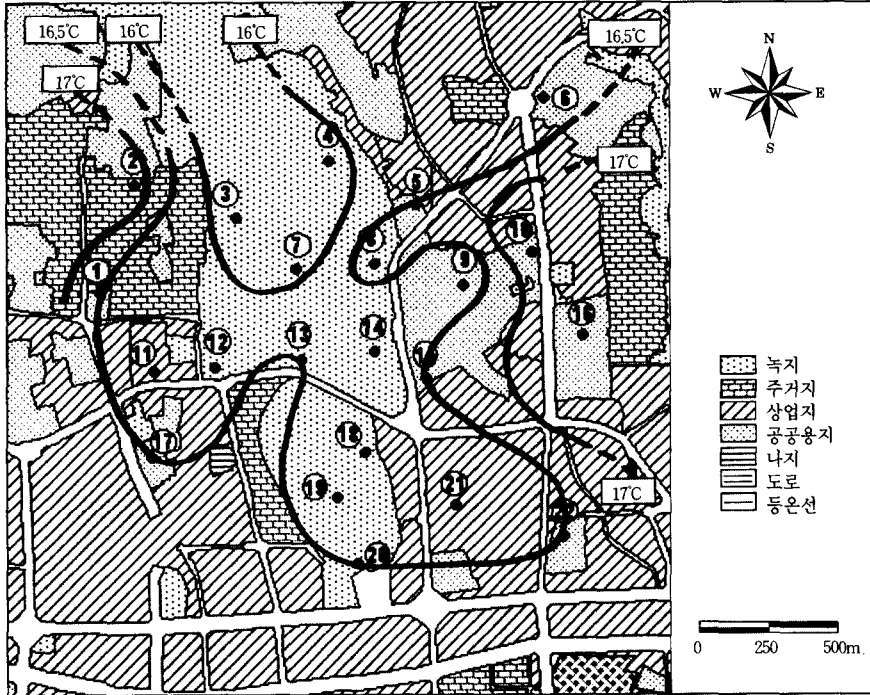 16,5℃
16℃
16℃
16,5℃
17℃
17℃
17℃
N
W
E
S
①
②
③
④
⑤
⑥
⑦
⑨
⑪
⑫
⑬
⑭
⑯
⑰
⑱
⑲
⑳
㉑
녹지
주거지
상업지
공공용지
나지
도로
등온선
0
250
500m